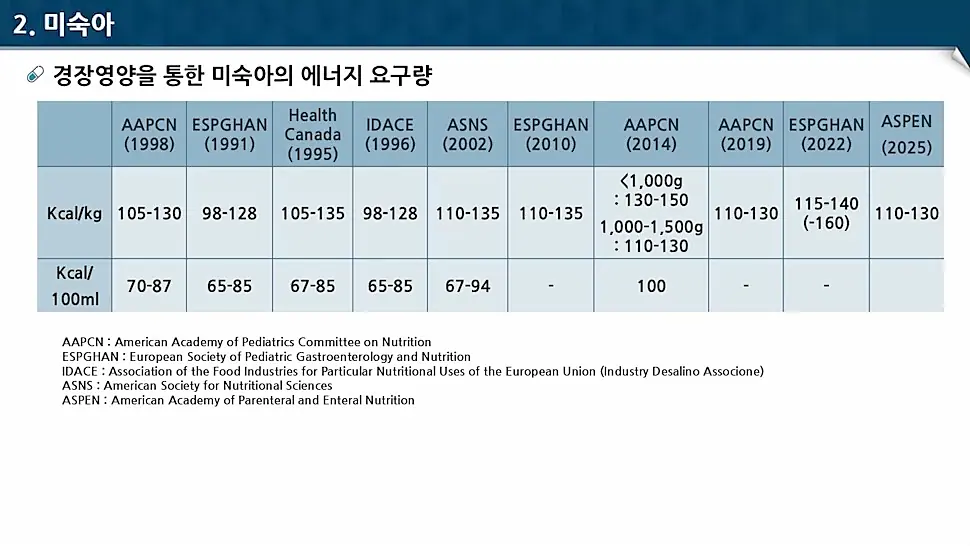 2. 미숙아
경장영양을 통한 미숙아의 에너지 요구량
AAPCN (1998) ESPGHAN (1991) Health Canada (1995) IDACE (1996) ASNS (2002) ESPGHAN (2010) AAPCN (2014) AAPCN (2019) ESPGHAN (2022) ASPEN (2025)
Kcal/kg 105-130 98-128 105-135 98-128 110-135 110-135 <1,000g : 130-150 1,000-1,500g : 110-130 110-130 115-140 (-160) 110-130
Kcal/ 100ml 70-87 65-85 67-85 65-85 67-94 - 100 - -
AAPCN : American Academy of Pediatrics Committee on Nutrition
ESPGHAN : European Society of Pediatric Gastroenterology and Nutrition
IDACE : Association of the Food Industries for Particular Nutritional Uses of the European Union (Industry Desalino Associone)
ASNS : American Society for Nutritional Sciences
ASPEN : American Academy of Parenteral and Enteral Nutrition